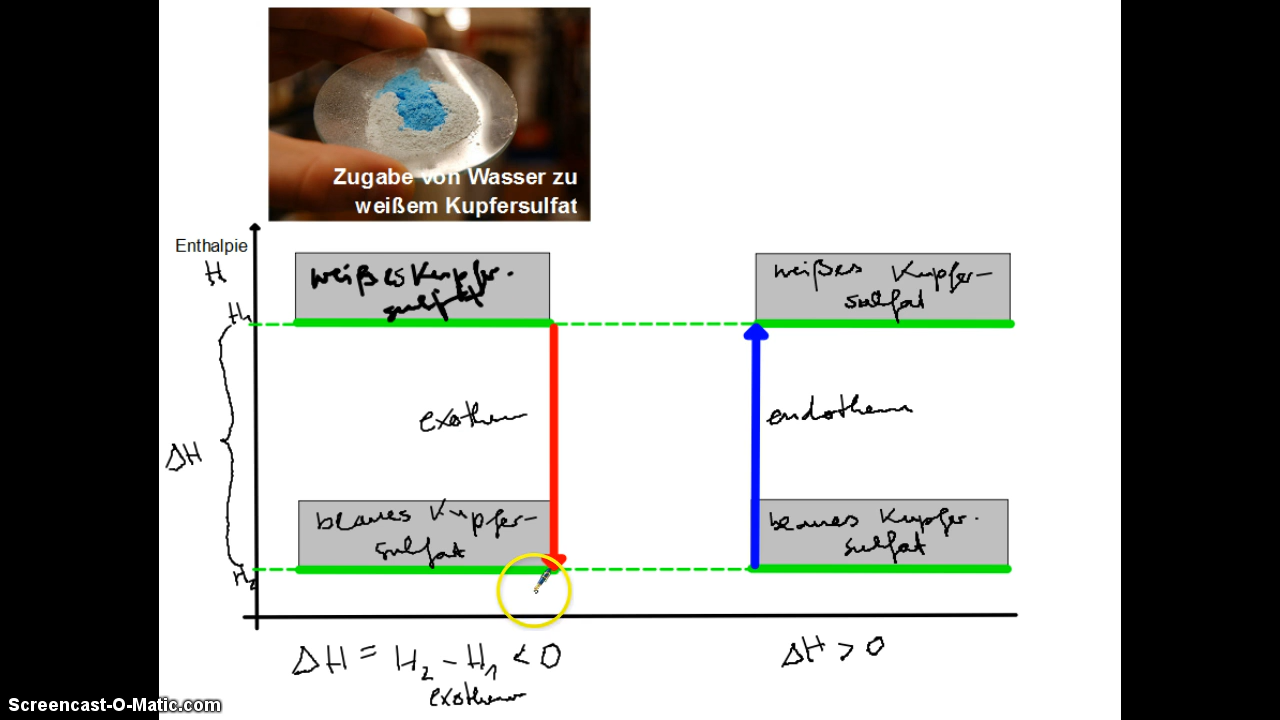 Zugabe von Wasser zu
weißem Kupfersulfat
Enthalpie
H
weißes Kupfer-
sulfat
weißes Kupfer-
sulfat
H1
ΔH
exotherm
endotherm
blaues Kupfer-
sulfat
blaues Kupfer-
sulfat
H2
ΔH = H2 - H1 < 0
exotherm
ΔH > 0
Screencast-O-Matic.com